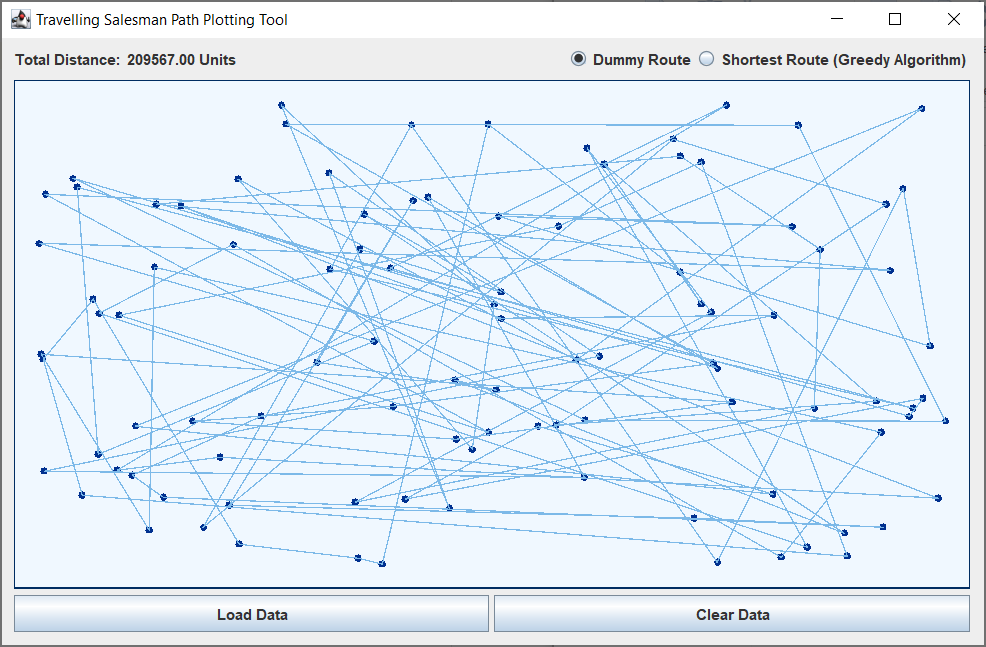 Travelling Salesman Path Plotting Tool
Total Distance: 209567.00 Units
Dummy Route
Shortest Route (Greedy Algorithm)
Load Data
Clear Data